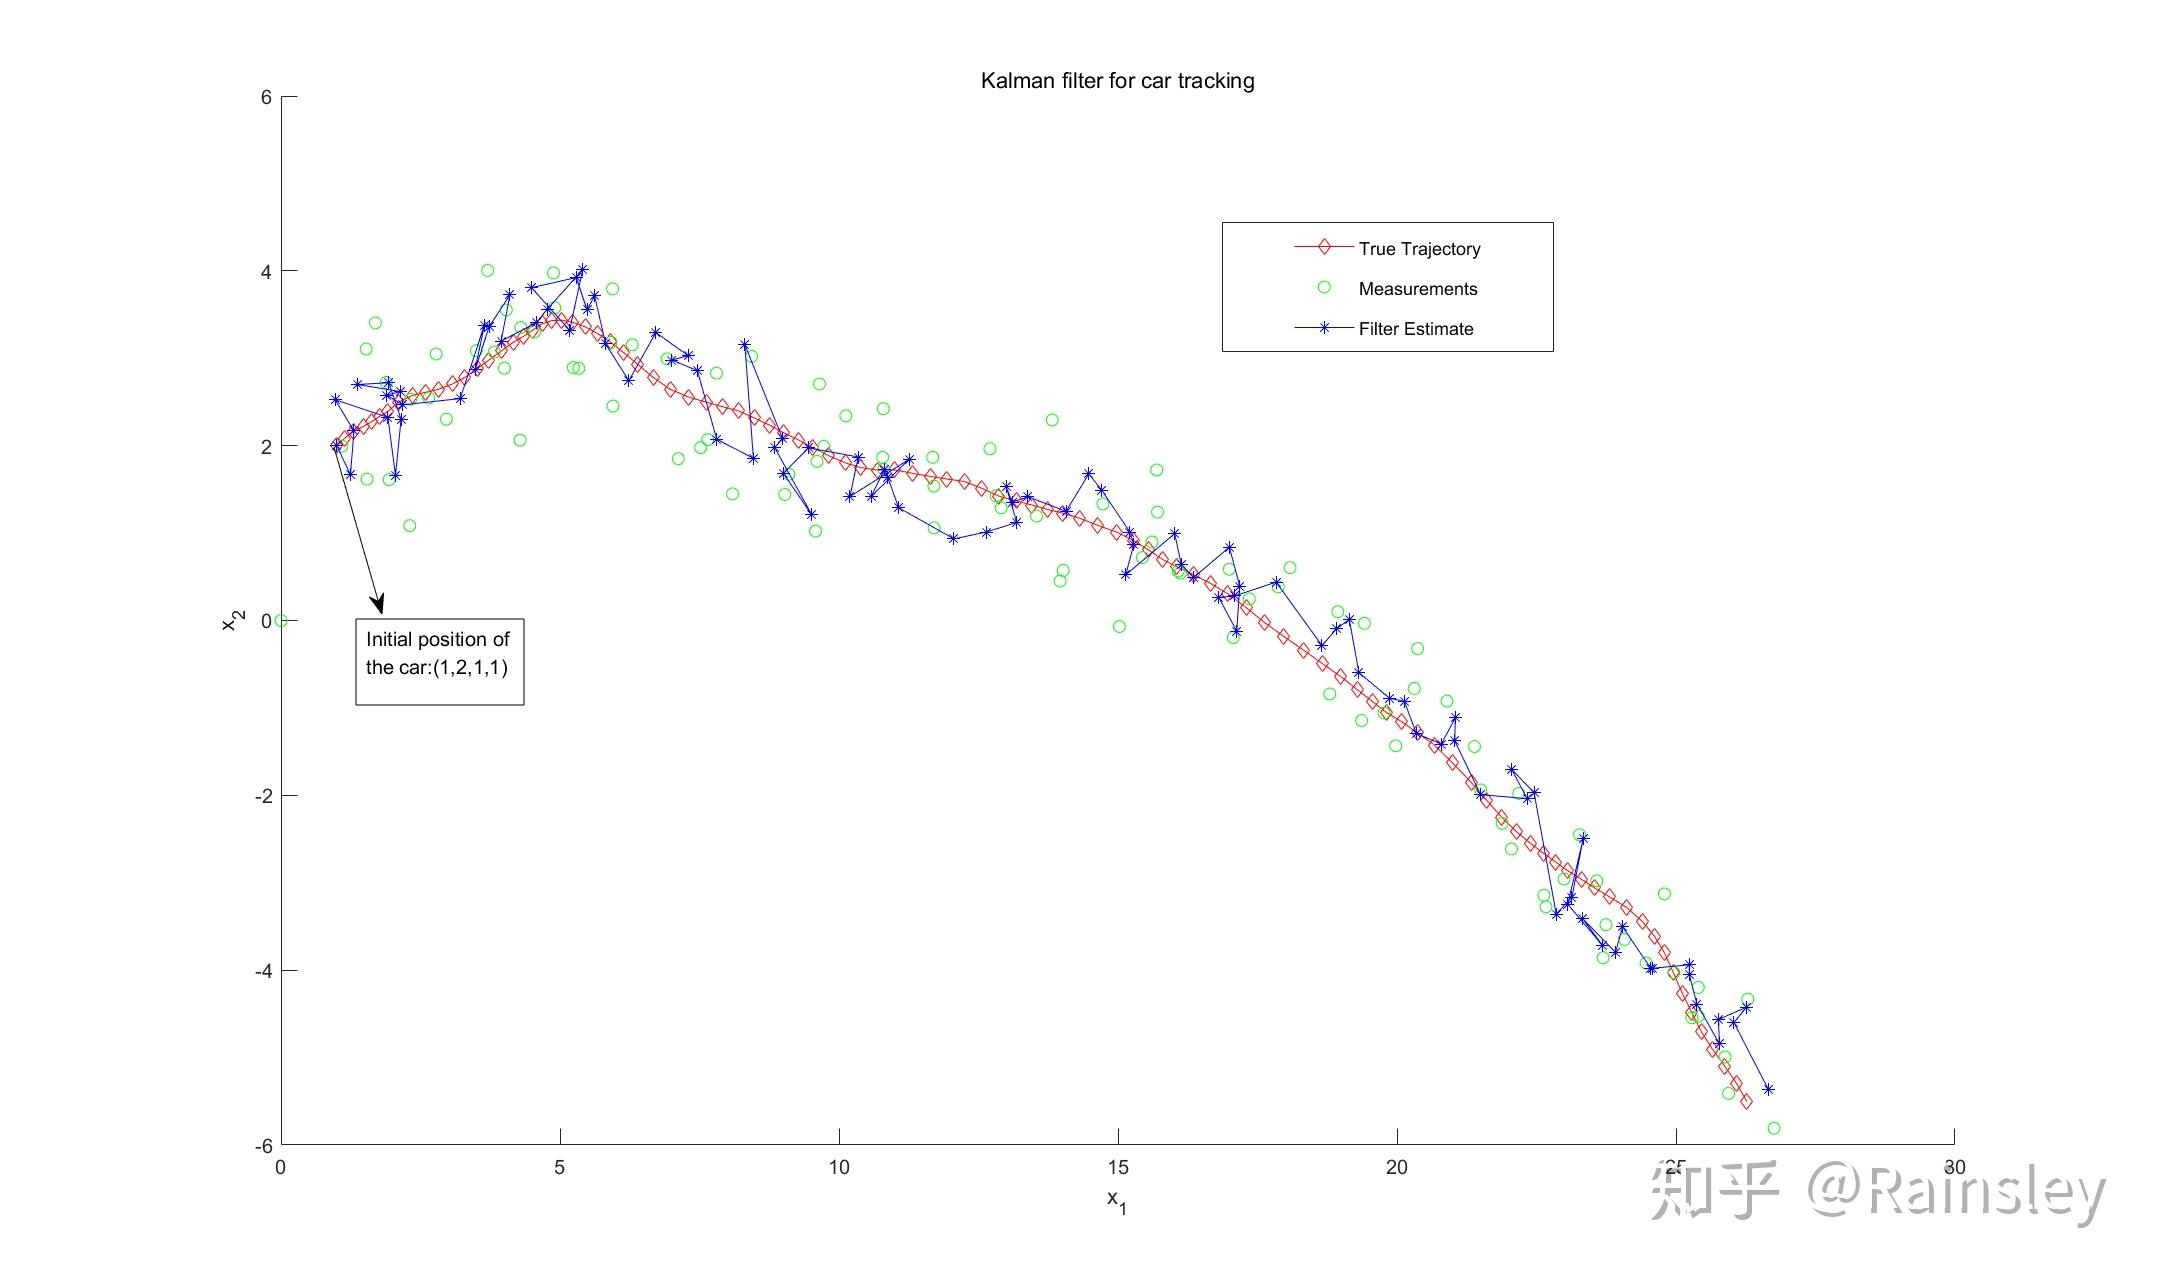 Kalman filter for car tracking
6
4
2
0
-2
-4
-6
x2
True Trajectory
Measurements
Filter Estimate
Initial position of
the car:(1,2,1,1)
0 5 10 15 20 25 30
x1
知乎 @Rainsley